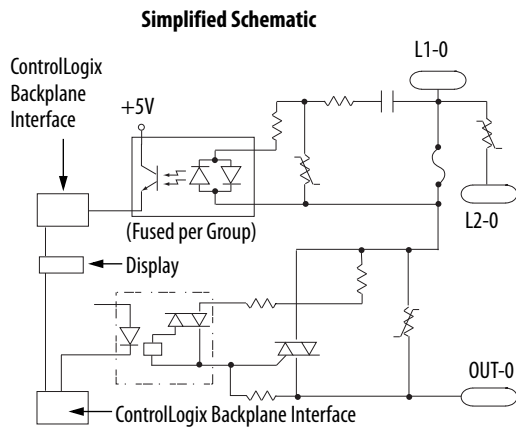 Simplified Schematic
L1-0
ControlLogix
Backplane
Interface
+5V
L2-0
(Fused per Group)
Display
OUT-0
ControlLogix Backplane Interface